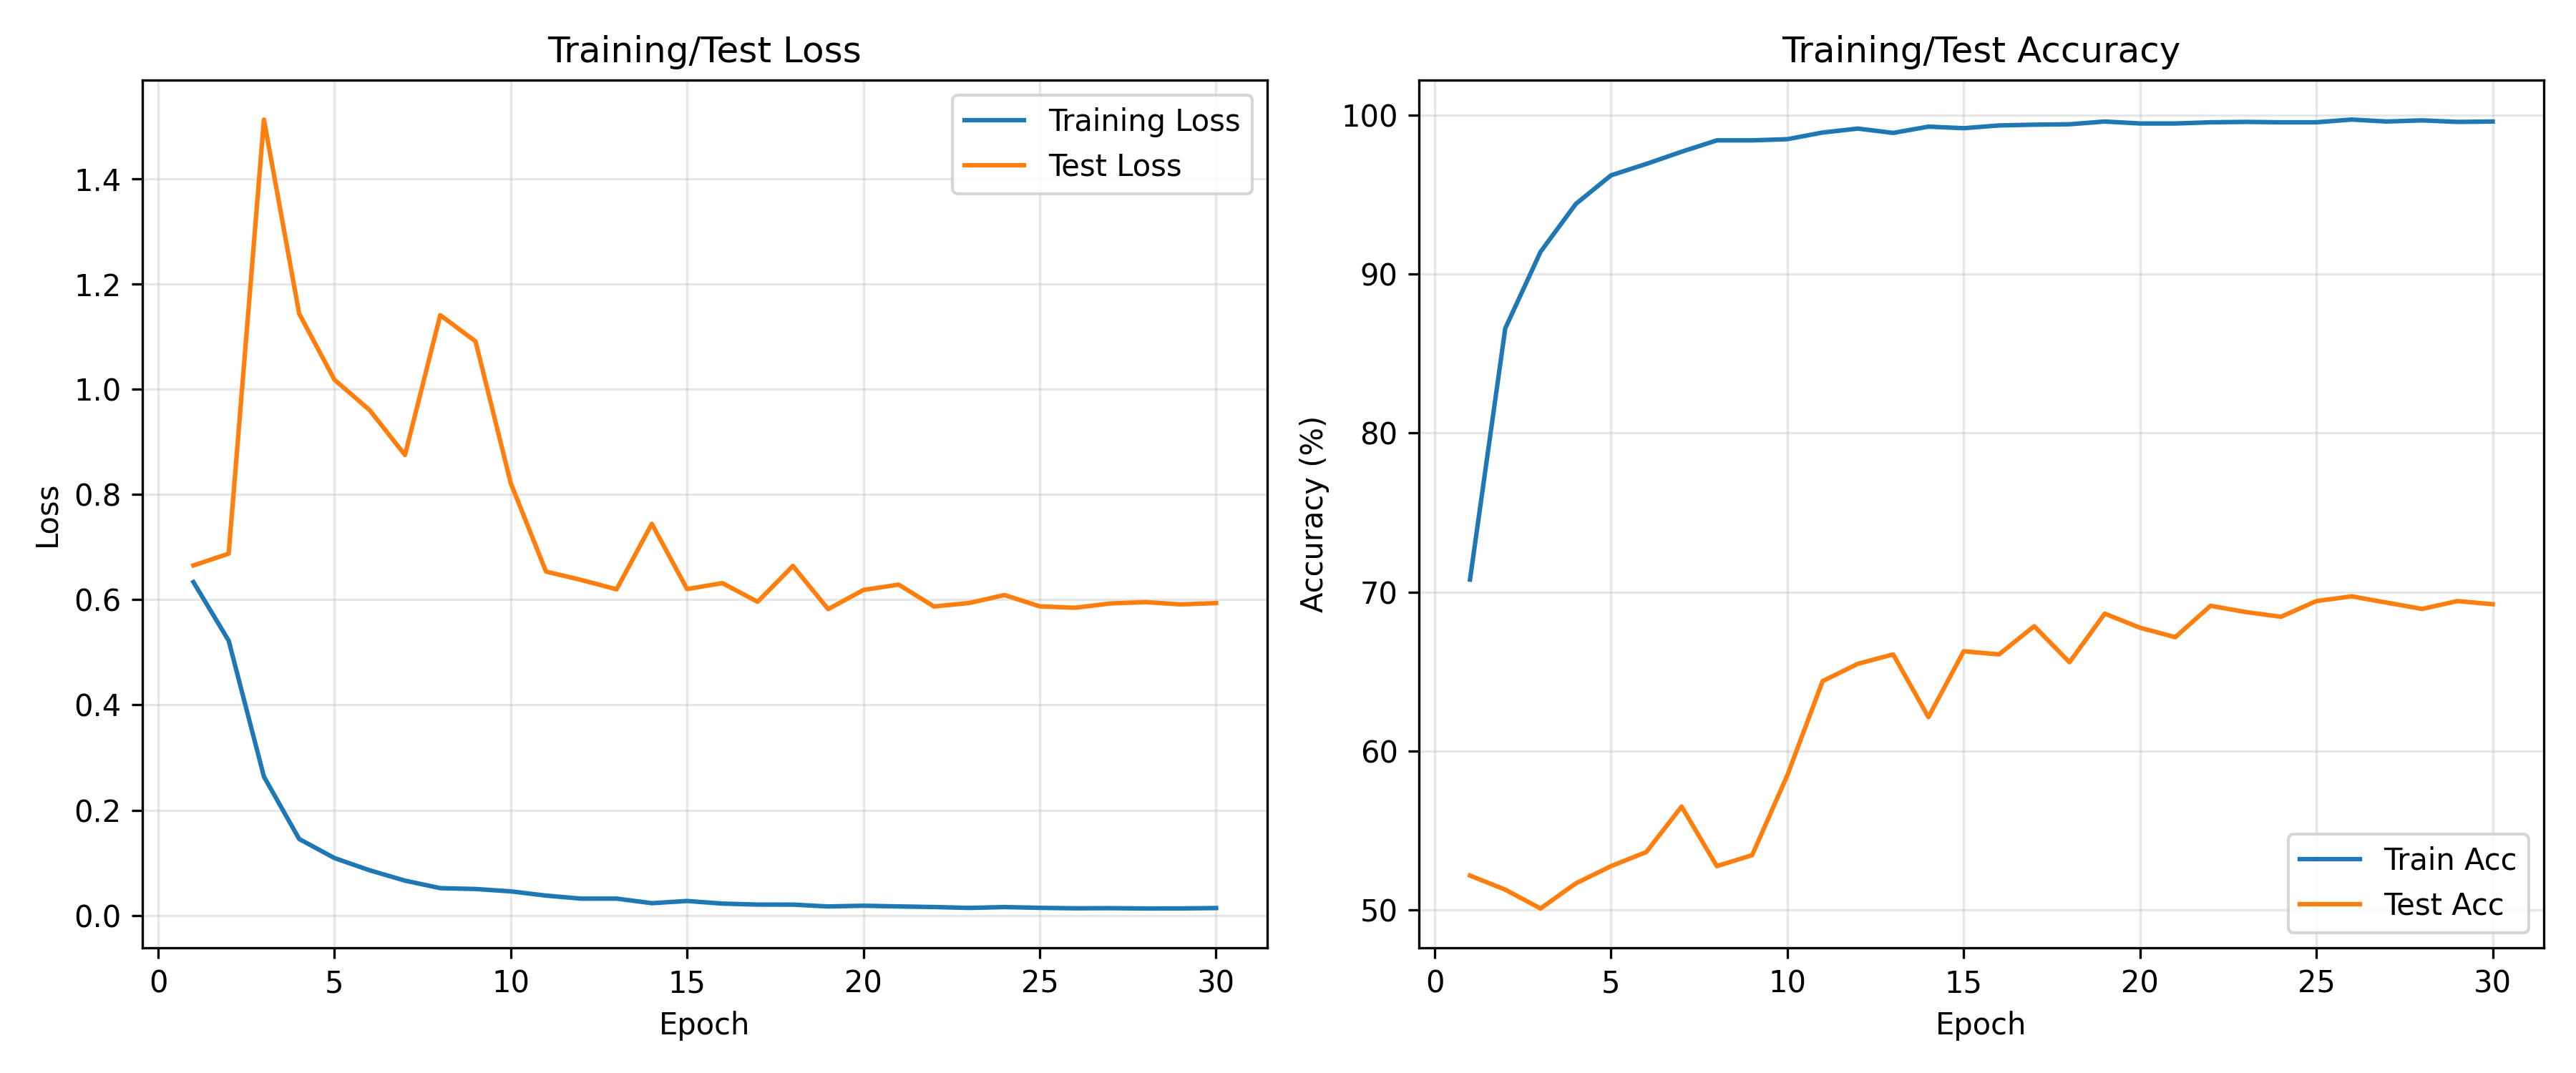 Training/Test Loss
Training Loss
Test Loss
Loss
1.4
1.2
1.0
0.8
0.6
0.4
0.2
0.0
0 5 10 15 20 25 30
Epoch
Training/Test Accuracy
Accuracy (%)
100
90
80
70
60
50
Train Acc
Test Acc
0 5 10 15 20 25 30
Epoch